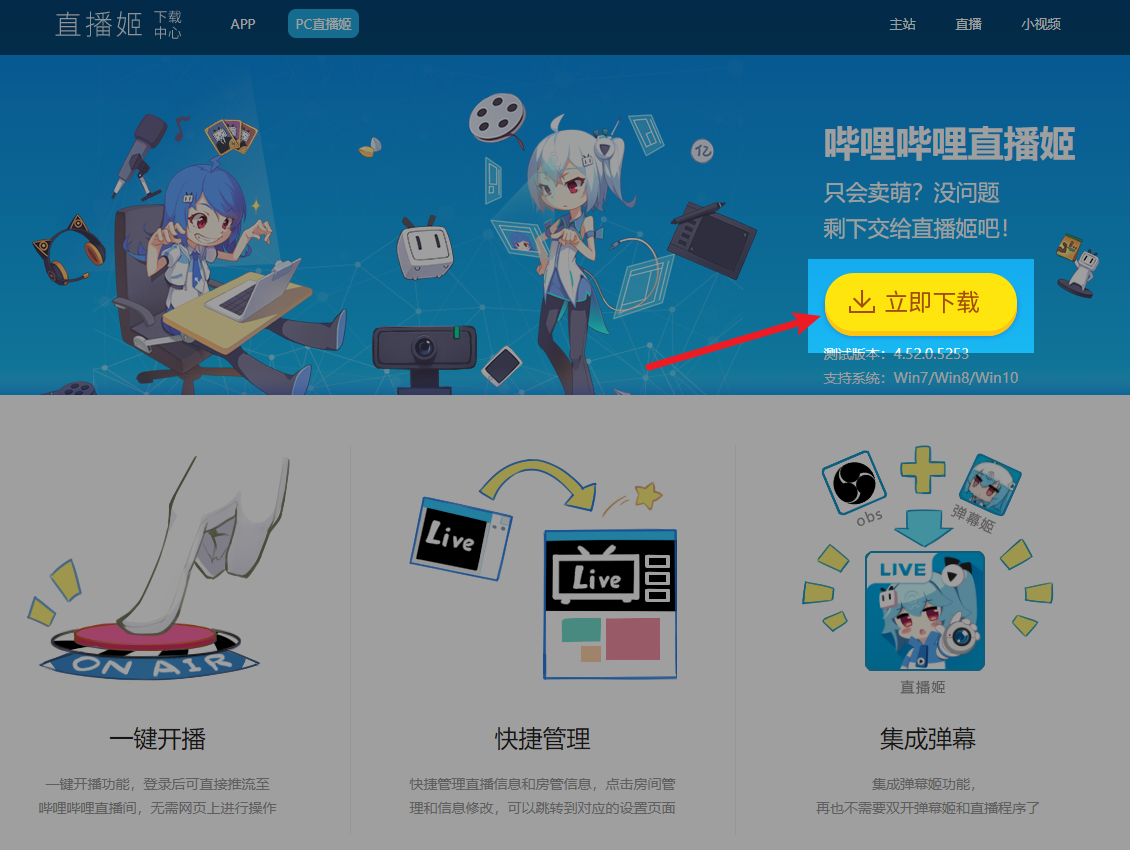 直播姬
下载
中心
APP
PC直播姬
主站
直播
小视频
亿
哔哩哔哩直播姬
只会卖萌？没问题
剩下交给直播姬吧！
立即下载
测试版本：4.52.0.5253
支持系统：Win7/Win8/Win10
ON AIR
Live
Live
obs
弹幕姬
LIVE
直播姬
一键开播
一键开播功能，登录后可直接推流至
哔哩哔哩直播间，无需网页上进行操作
快捷管理
快捷管理直播信息和房管信息，点击房间管
理和信息修改，可以跳转到对应的设置页面
集成弹幕
集成弹幕姬功能，
再也不需要双开弹幕姬和直播程序了